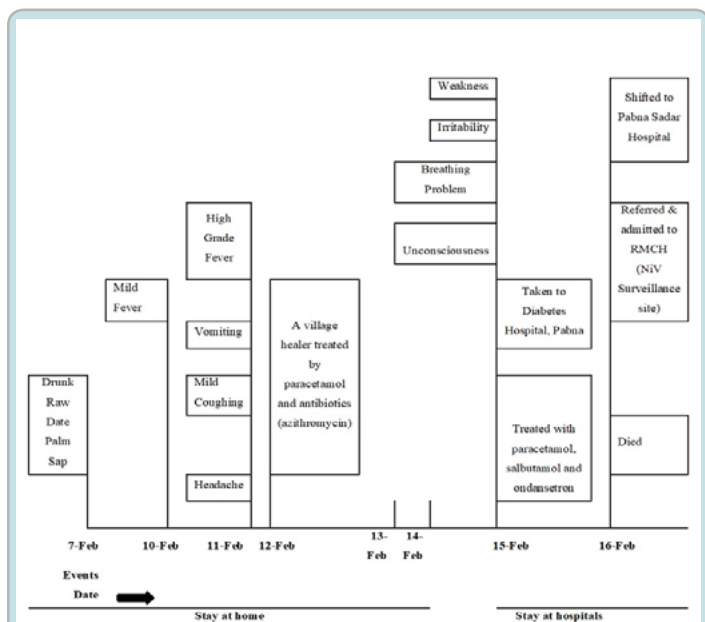 Weakness
Irritability
Breathing
Problem
Unconsciousness
Shifted to
Pabna Sadar
Hospital
High
Grade
Fever
Referred &
admitted to
RMCH
(NiV
Surveillance
site)
Mild
Fever
Vomiting
A village
healer treated
by
paracetamol
and antibiotics
(azithromycin)
Taken to
Diabetes
Hospital, Pabna
Drunk
Raw
Date
Palm
Sap
Mild
Coughing
Headache
Treated with
paracetamol,
salbutamol and
ondansetron
Died
7-Feb
10-Feb
11-Feb
12-Feb
13-
Feb
14-
Feb
15-Feb
16-Feb
Events
Date
Stay at home
Stay at hospitals